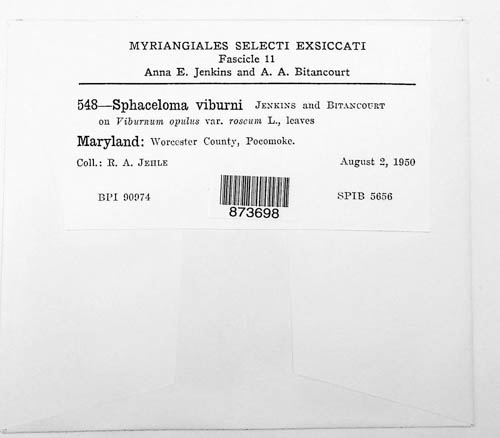 MYRIANGIALES SELECTI EXSICCATI
Fascicle 11
Anna E. Jenkins and A. A. Bitancourt
548—Sphaceloma viburni JENKINS and BITANCOURT
on Viburnum opulus var. roseum L., leaves
Maryland: Worcester County, Pocomoke.
Coll.: R. A. JEHLE August 2, 1950
BPI 90974 SPIB 5656
873698